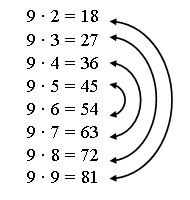 9 · 2 = 18
9 · 3 = 27
9 · 4 = 36
9 · 5 = 45
9 · 6 = 54
9 · 7 = 63
9 · 8 = 72
9 · 9 = 81